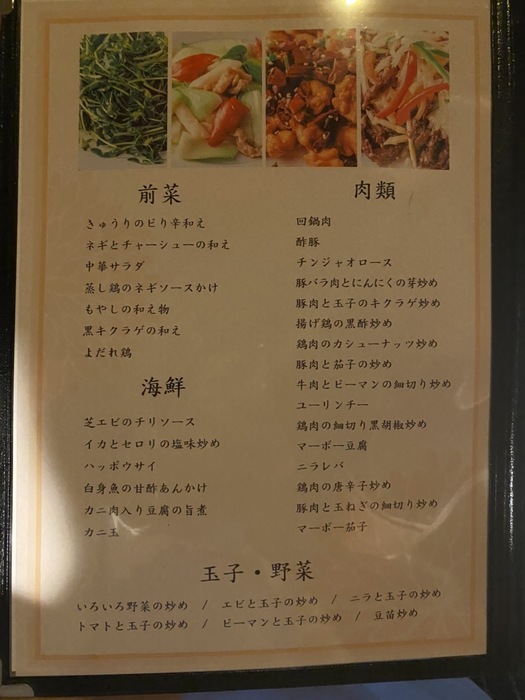 前菜
きゅうりのピリ辛和え
ネギとチャーシューの和え
中華サラダ
蒸し鶏のネギソースかけ
もやしの和え物
黒キクラゲの和え
よだれ鶏
海鮮
芝エビのチリソース
イカとセロリの塩味炒め
ハッポウサイ
白身魚の甘酢あんかけ
カニ肉入り豆腐の旨煮
カニ玉
肉類
回鍋肉
酢豚
チンジャオロース
豚バラ肉とにんにくの芽炒め
豚肉と玉子のキクラゲ炒め
揚げ鶏の黒酢炒め
鶏肉のカシューナッツ炒め
豚肉と茄子の炒め
牛肉とピーマンの細切り炒め
ユーリンチー
鶏肉の細切り黒胡椒炒め
マーボー豆腐
ニラレバ
鶏肉の唐辛子炒め
豚肉と玉ねぎの細切り炒め
マーボー茄子
玉子・野菜
いろいろ野菜の炒め / エビと玉子の炒め / ニラと玉子の炒め
トマトと玉子の炒め / ピーマンと玉子の炒め / 豆苗炒め